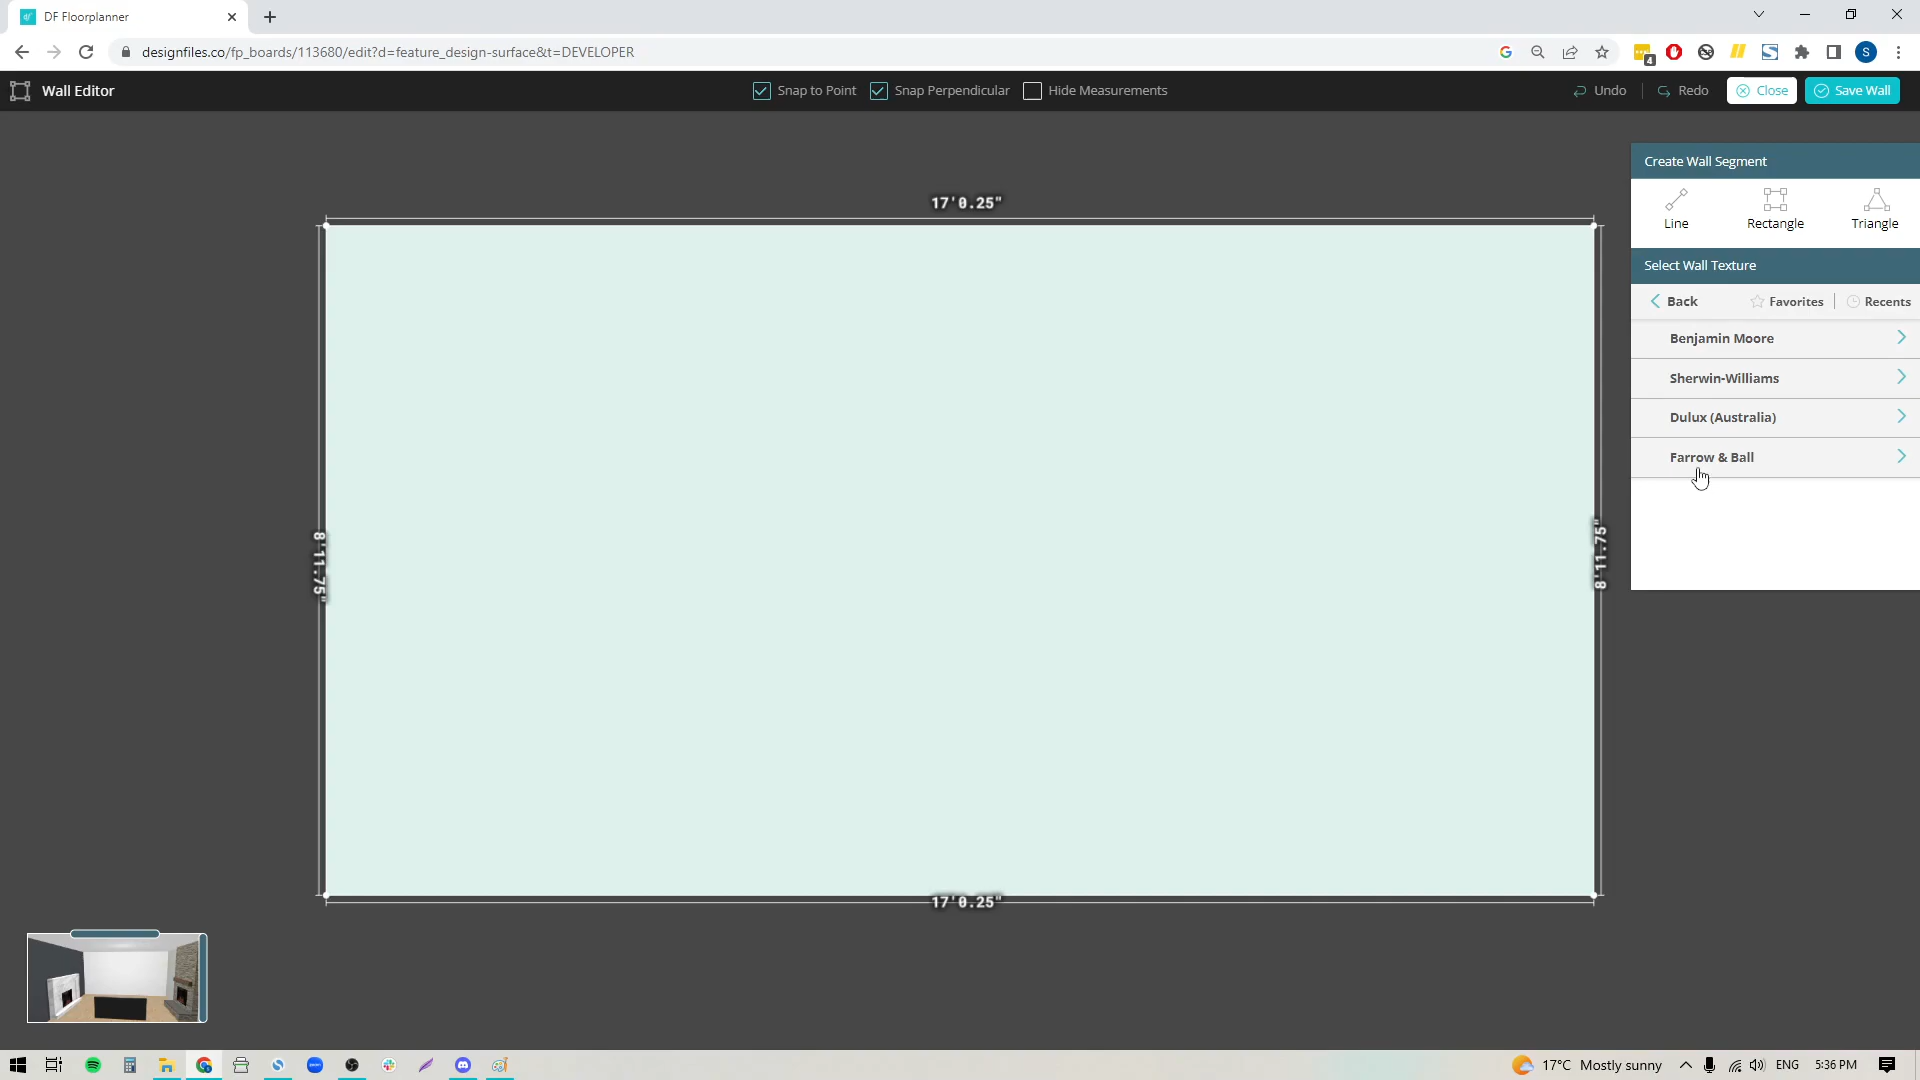 DF Floorplanner
designfiles.co/fp_boards/113680/edit?d=feature_design-surface&t=DEVELOPER
4
S
Wall Editor
Snap to Point
Snap Perpendicular
Hide Measurements
Undo
Redo
Close
Save Wall
Create Wall Segment
Line
Rectangle
Triangle
Select Wall Texture
Back
Favorites
Recents
Benjamin Moore
Sherwin-Williams
Dulux (Australia)
Farrow & Ball
17'0.25"
8'11.75"
8'11.75"
17'0.25"
17°C Mostly sunny
ENG
5:36 PM